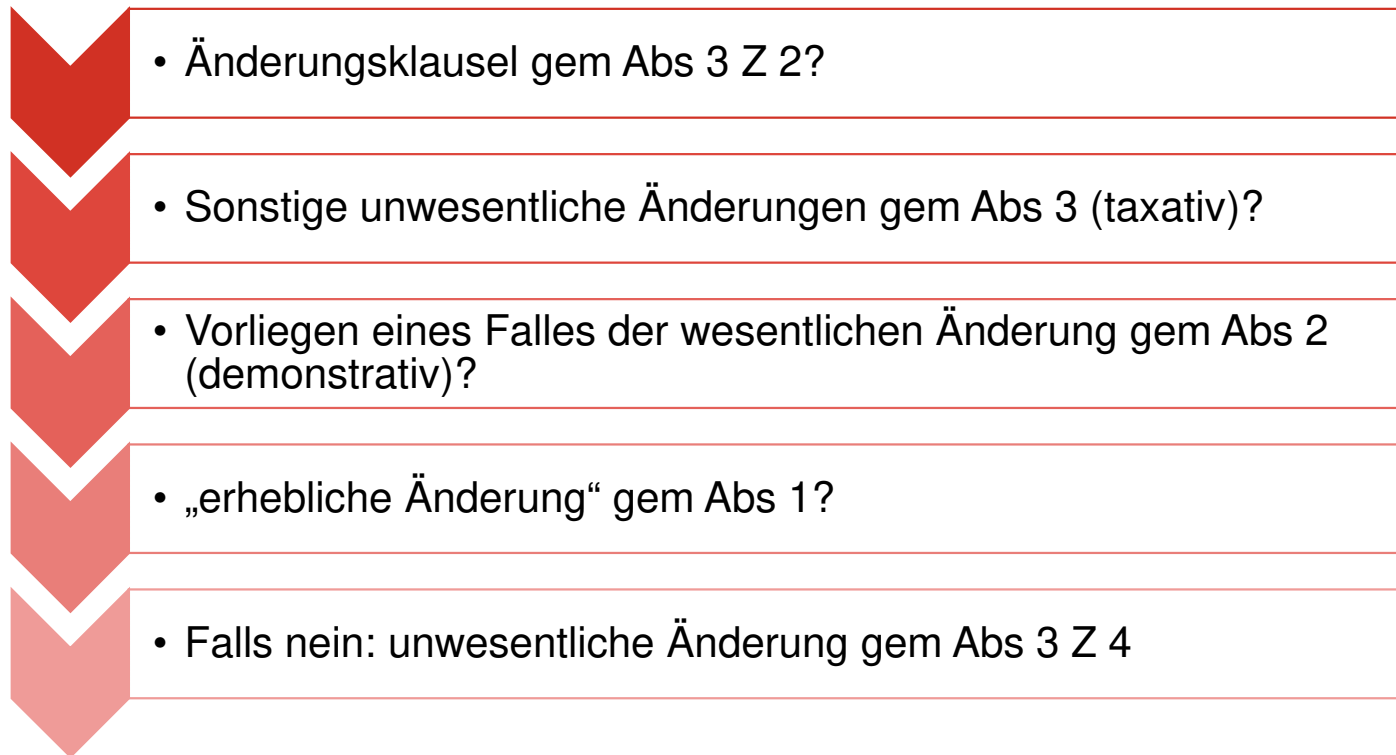 • Änderungsklausel gem Abs 3 Z 2?
• Sonstige unwesentliche Änderungen gem Abs 3 (taxativ)?
• Vorliegen eines Falles der wesentlichen Änderung gem Abs 2
(demonstrativ)?
• „erhebliche Änderung“ gem Abs 1?
• Falls nein: unwesentliche Änderung gem Abs 3 Z 4